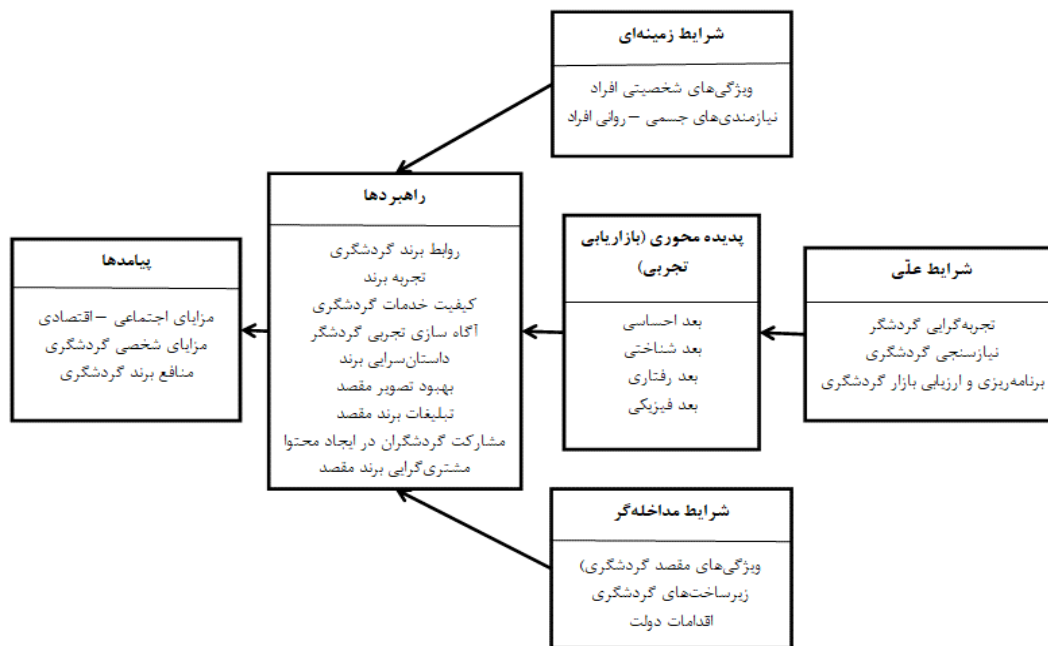 شرایط زمینه‌ای
ویژگی‌های شخصیتی افراد
نیازمندی‌های جسمی – روانی افراد
شرایط علّی
تجربه‌گرایی گردشگر
نیازسنجی گردشگری
برنامه‌ریزی و ارزیابی بازار گردشگری
پدیده محوری (بازاریابی
تجربی)
بعد احساسی
بعد شناختی
بعد رفتاری
بعد فیزیکی
راهبردها
روابط برند گردشگری
تجربه برند
کیفیت خدمات گردشگری
آگاه سازی تجربی گردشگر
داستان‌سرایی برند
بهبود تصویر مقصد
تبلیغات برند مقصد
مشارکت گردشگران در ایجاد محتوا
مشتری‌گرایی برند مقصد
پیامدها
مزایای اجتماعی – اقتصادی
مزایای شخصی گردشگری
منافع برند گردشگری
شرایط مداخله‌گر
ویژگی‌های مقصد گردشگری)
زیرساخت‌های گردشگری
اقدامات دولت